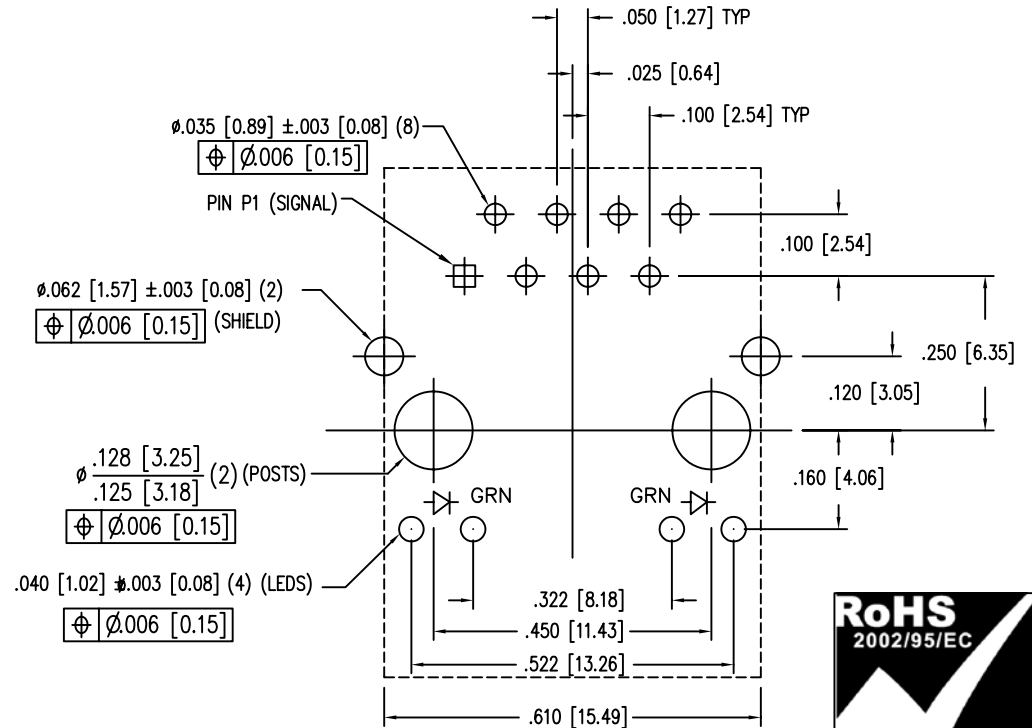 .050 [1.27] TYP
.025 [0.64]
.100 [2.54] TYP
ø.035 [0.89] ±.003 [0.08] (8)
⌖ Ø.006 [0.15]
PIN P1 (SIGNAL)
.100 [2.54]
ø.062 [1.57] ±.003 [0.08] (2)
⌖ Ø.006 [0.15] (SHIELD)
.250 [6.35]
.120 [3.05]
ø .128 [3.25]
.125 [3.18] (2) (POSTS)
⌖ Ø.006 [0.15]
.160 [4.06]
GRN GRN
.040 [1.02] ±.003 [0.08] (4) (LEDS)
⌖ Ø.006 [0.15]
.322 [8.18]
.450 [11.43]
.522 [13.26]
.610 [15.49]
RoHS
2002/95/EC